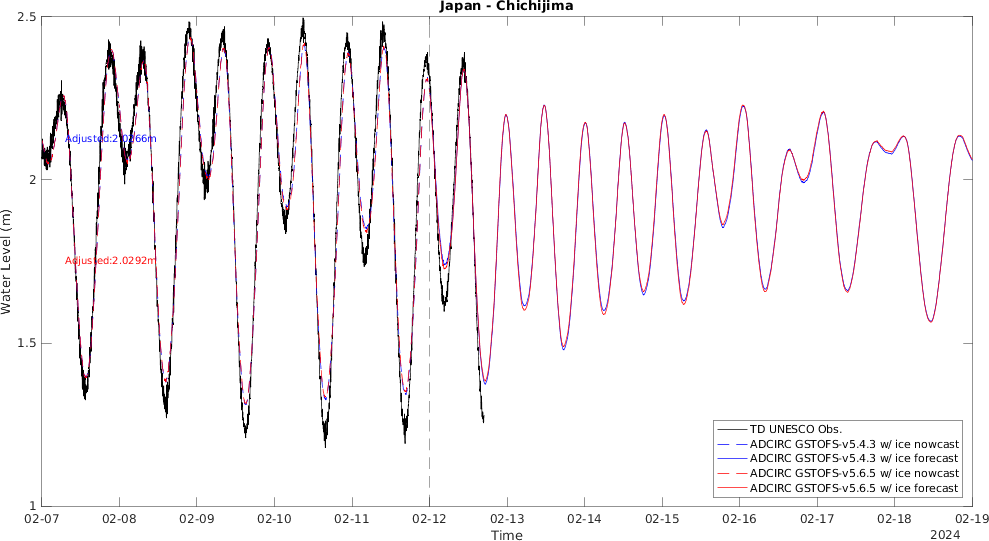 Japan - Chichijima
2.5
2
1.5
1
Water Level (m)
Adjusted:2.0266m
Adjusted:2.0292m
TD UNESCO Obs.
ADCIRC GSTOFS-v5.4.3 w/ ice nowcast
ADCIRC GSTOFS-v5.4.3 w/ ice forecast
ADCIRC GSTOFS-v5.6.5 w/ ice nowcast
ADCIRC GSTOFS-v5.6.5 w/ ice forecast
02-07 02-08 02-09 02-10 02-11 02-12 02-13 02-14 02-15 02-16 02-17 02-18 02-19
Time
2024